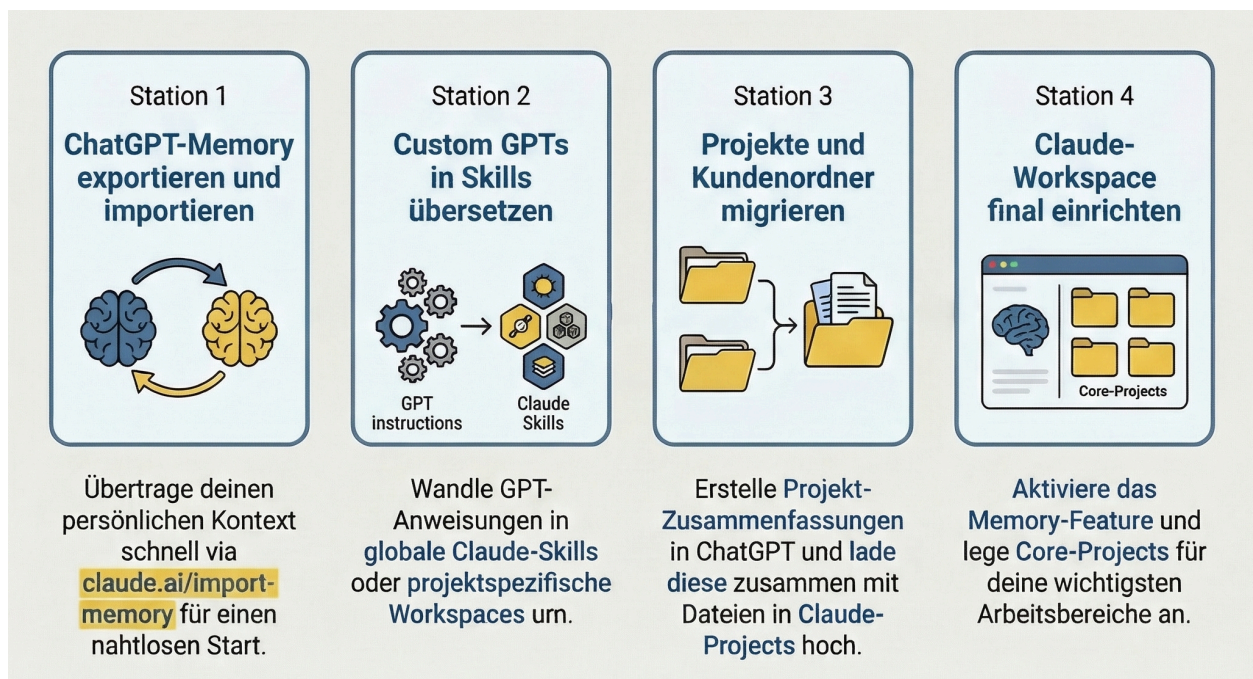 Station 1
ChatGPT-Memory
exportieren und
importieren
Übertrage deinen
persönlichen Kontext
schnell via
claude.ai/import-
memory für einen
nahtlosen Start.
Station 2
Custom GPTs
in Skills
übersetzen
GPT
instructions
Claude
Skills
Wandle GPT-
Anweisungen in
globale Claude-Skills
oder projektspezifische
Workspaces um.
Station 3
Projekte und
Kundenordner
migrieren
Erstelle Projekt-
Zusammenfassungen
in ChatGPT und lade
diese zusammen mit
Dateien in Claude-
Projects hoch.
Station 4
Claude-
Workspace
final einrichten
Core-Projects
Aktiviere das
Memory-Feature und
lege Core-Projects für
deine wichtigsten
Arbeitsbereiche an.